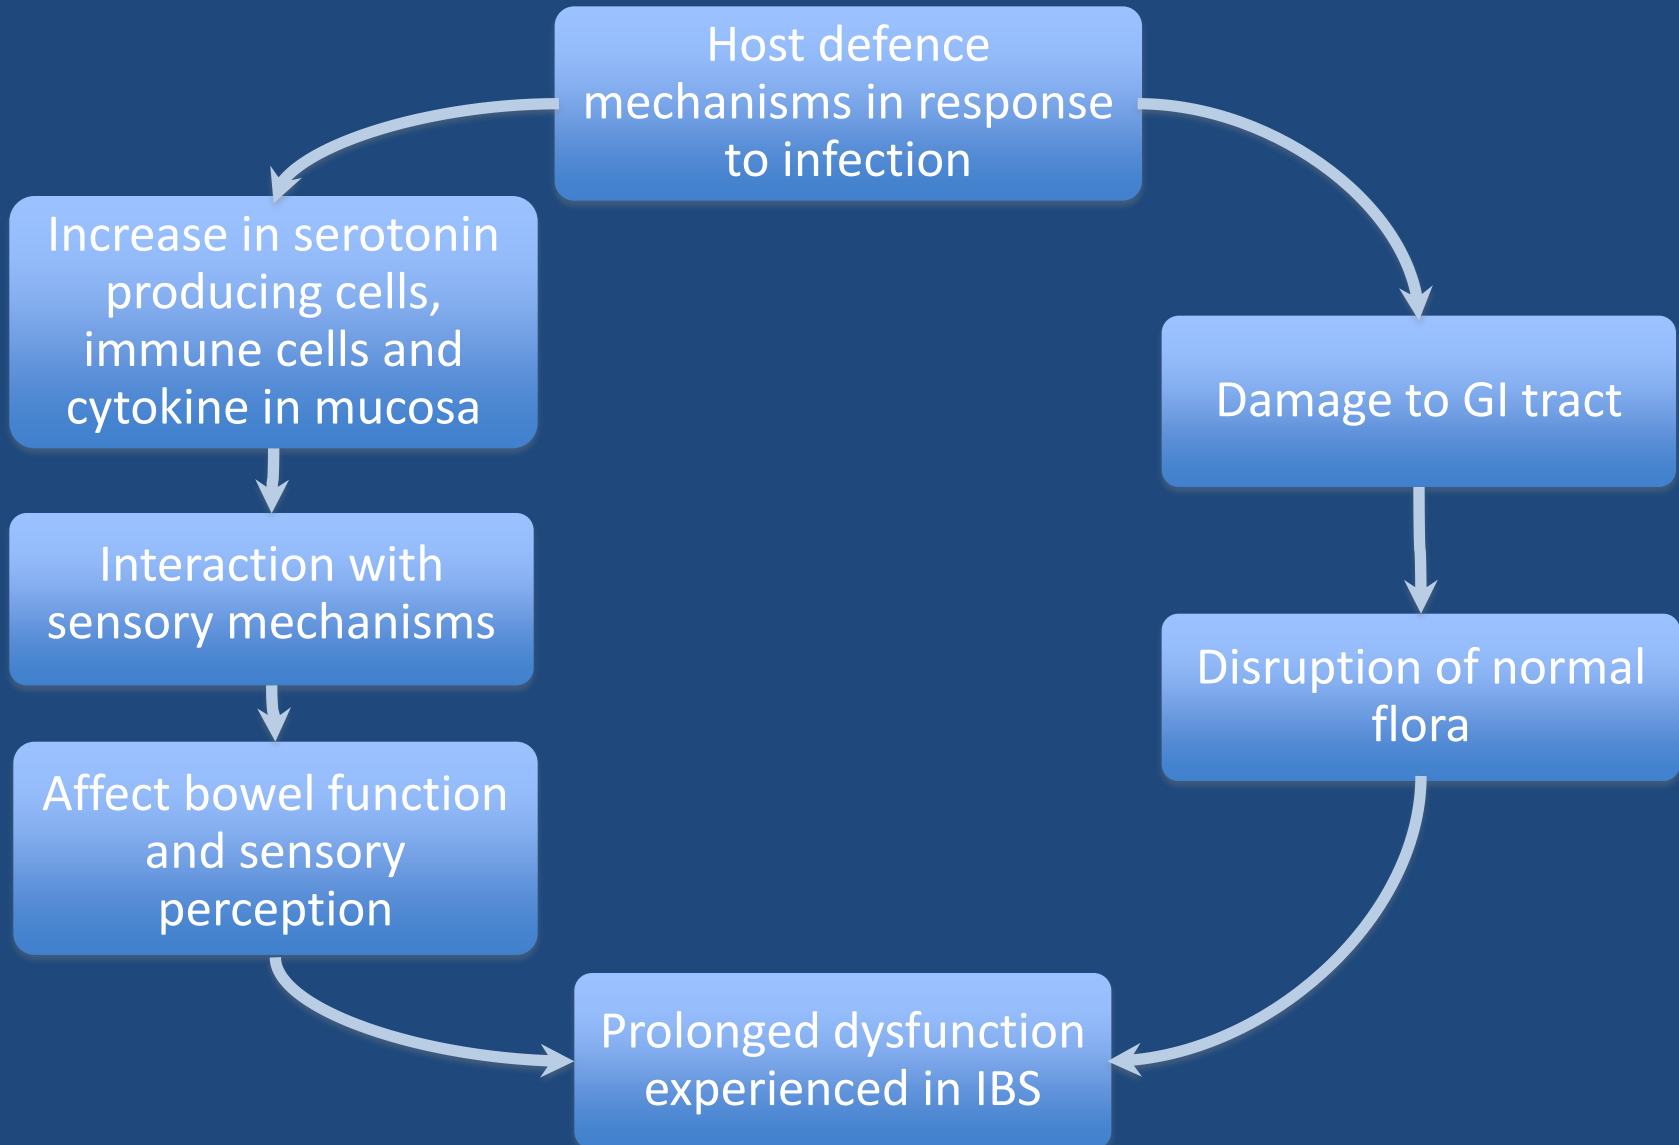 Host defence
mechanisms in response
to infection
Increase in serotonin
producing cells,
immune cells and
cytokine in mucosa
Interaction with
sensory mechanisms
Affect bowel function
and sensory
perception
Damage to GI tract
Disruption of normal
flora
Prolonged dysfunction
experienced in IBS